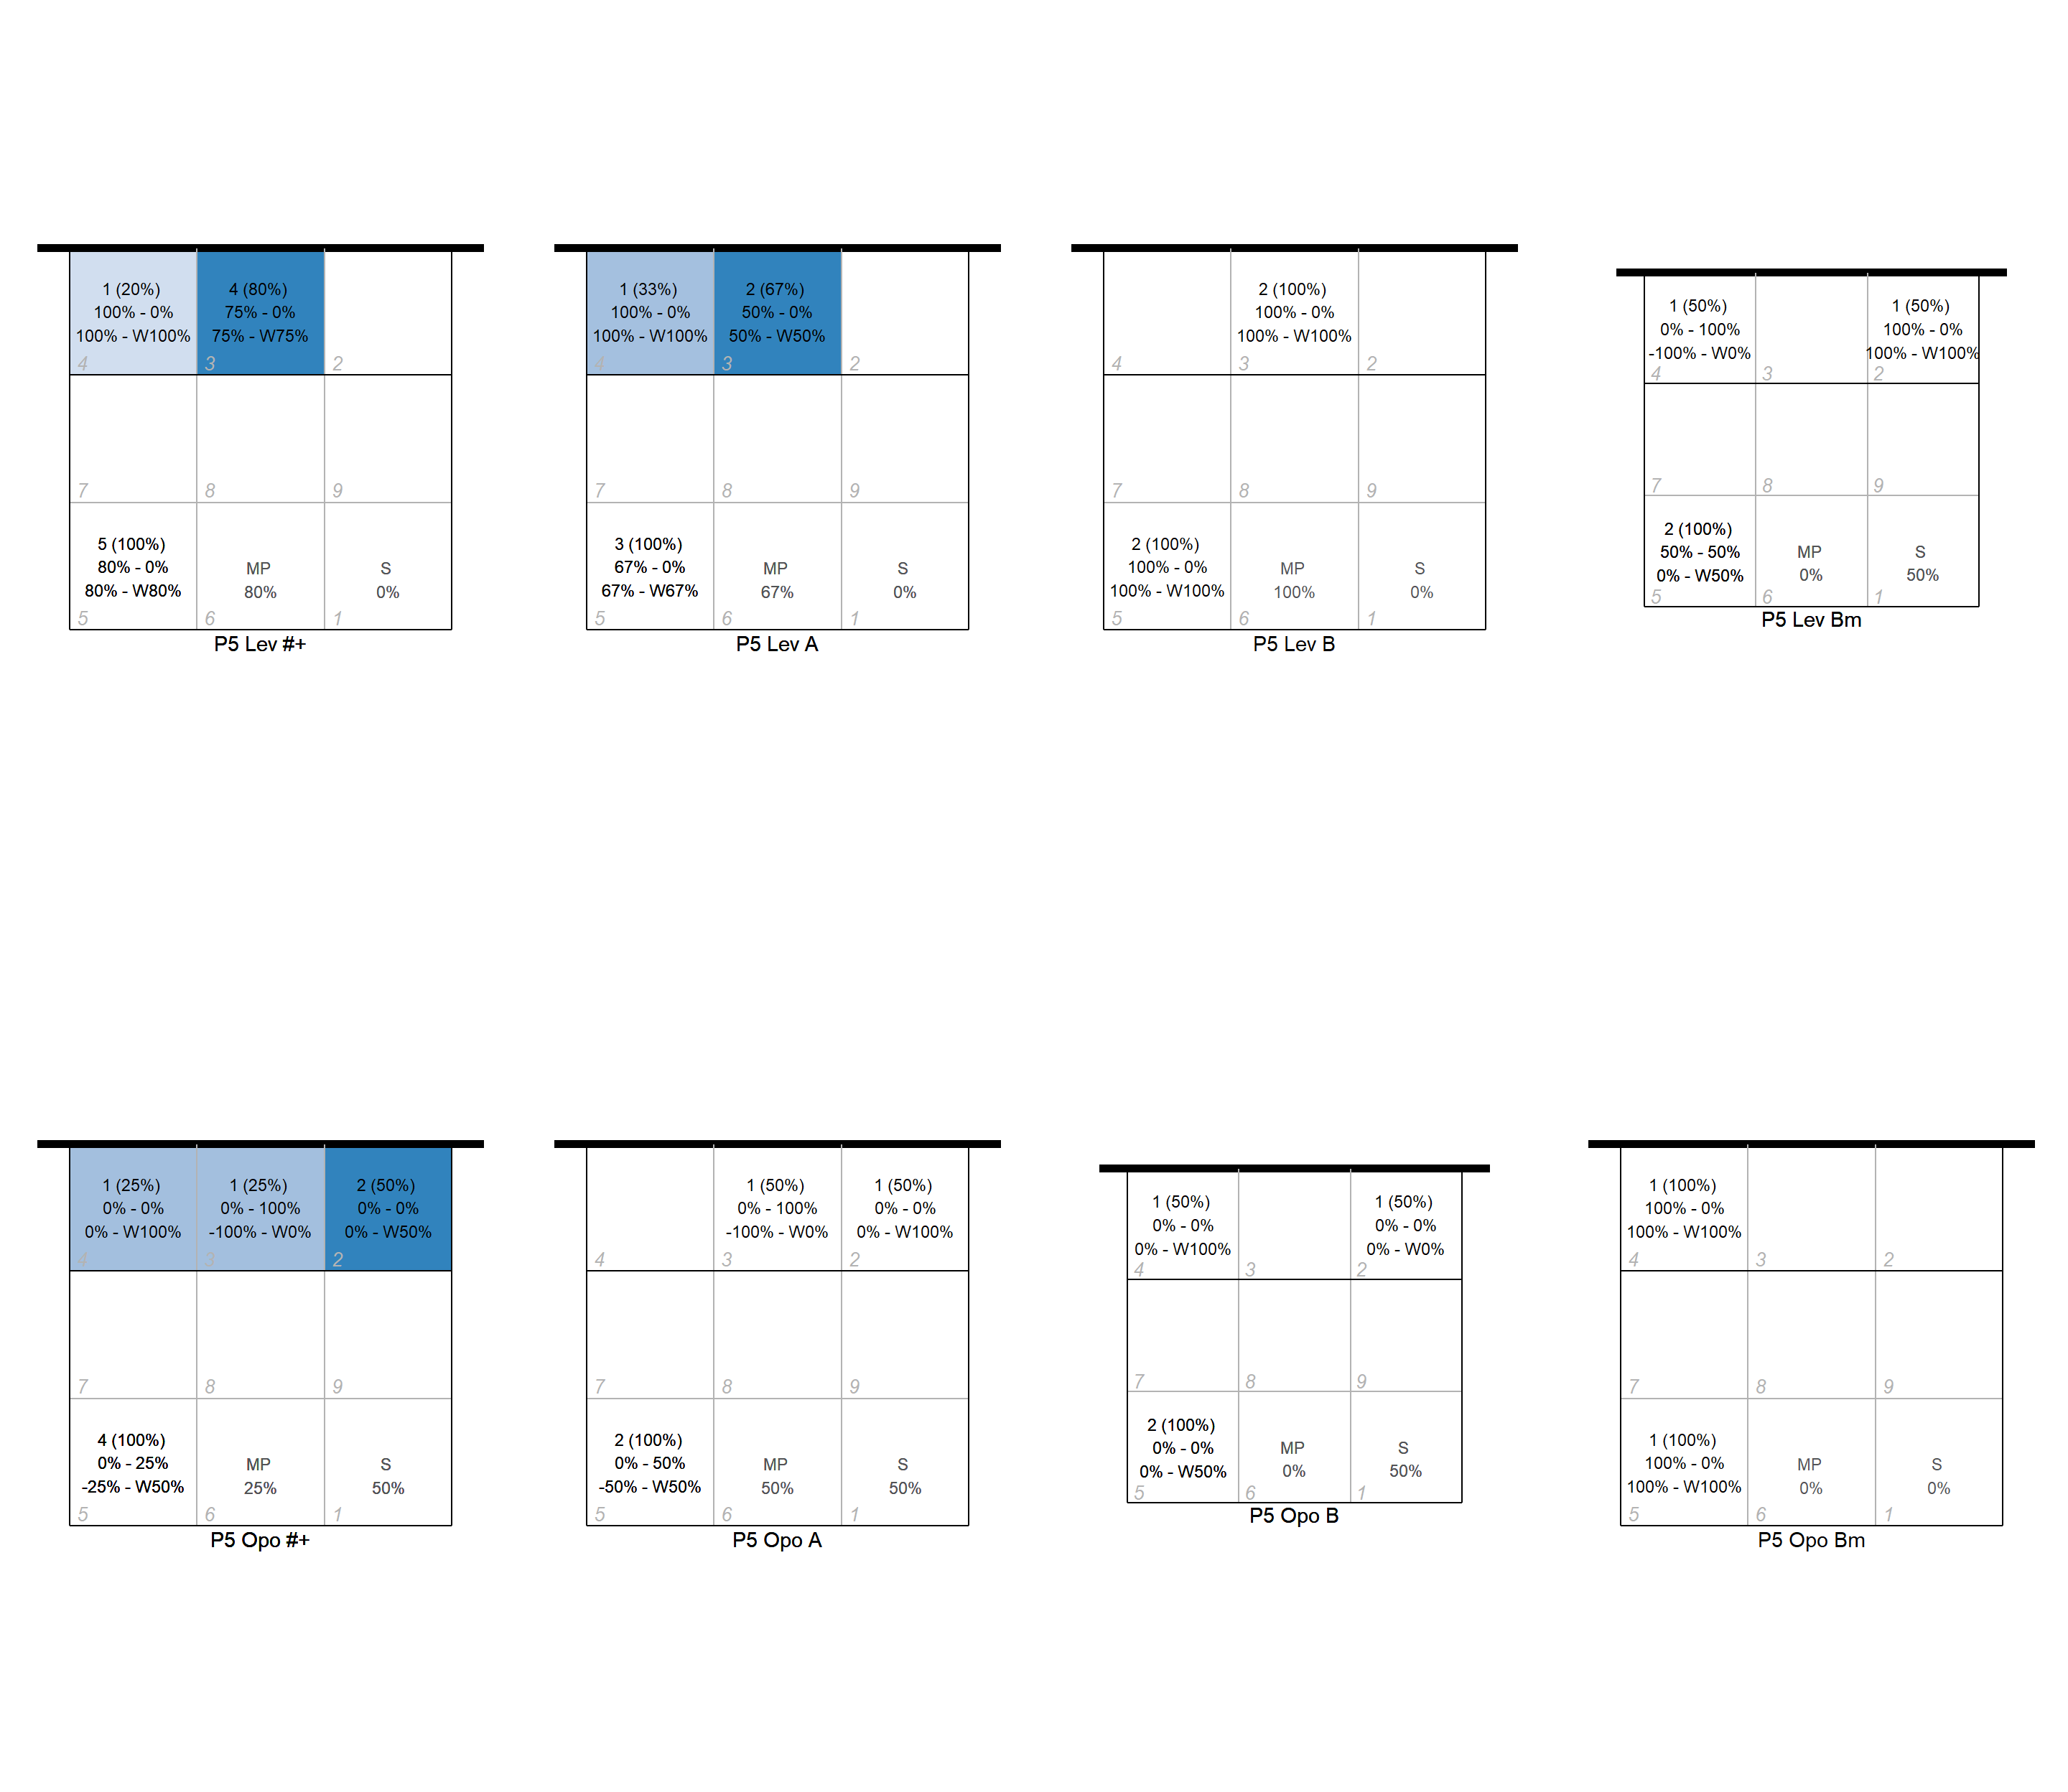 1 (20%)
100% - 0%
100% - W100%
4
4 (80%)
75% - 0%
75% - W75%
3
2
7
8
9
5 (100%)
80% - 0%
80% - W80%
5
MP
80%
6
S
0%
1
P5 Lev #+
1 (33%)
100% - 0%
100% - W100%
4
2 (67%)
50% - 0%
50% - W50%
3
2
7
8
9
3 (100%)
67% - 0%
67% - W67%
5
MP
67%
6
S
0%
1
P5 Lev A
4
2 (100%)
100% - 0%
100% - W100%
3
2
7
8
9
2 (100%)
100% - 0%
100% - W100%
5
MP
100%
6
S
0%
1
P5 Lev B
1 (50%)
0% - 100%
-100% - W0%
4
3
1 (50%)
100% - 0%
100% - W100%
2
7
8
9
2 (100%)
50% - 50%
0% - W50%
5
MP
0%
6
S
50%
1
P5 Lev Bm
1 (25%)
0% - 0%
0% - W100%
4
1 (25%)
0% - 100%
-100% - W0%
3
2 (50%)
0% - 0%
0% - W50%
2
7
8
9
4 (100%)
0% - 25%
-25% - W50%
5
MP
25%
6
S
50%
1
P5 Opo #+
4
1 (50%)
0% - 100%
-100% - W0%
3
1 (50%)
0% - 0%
0% - W100%
2
7
8
9
2 (100%)
0% - 50%
-50% - W50%
5
MP
50%
6
S
50%
1
P5 Opo A
1 (50%)
0% - 0%
0% - W100%
4
3
1 (50%)
0% - 0%
0% - W0%
2
7
8
9
2 (100%)
0% - 0%
0% - W50%
5
MP
0%
6
S
50%
1
P5 Opo B
1 (100%)
100% - 0%
100% - W100%
4
3
2
7
8
9
1 (100%)
100% - 0%
100% - W100%
5
MP
0%
6
S
0%
1
P5 Opo Bm